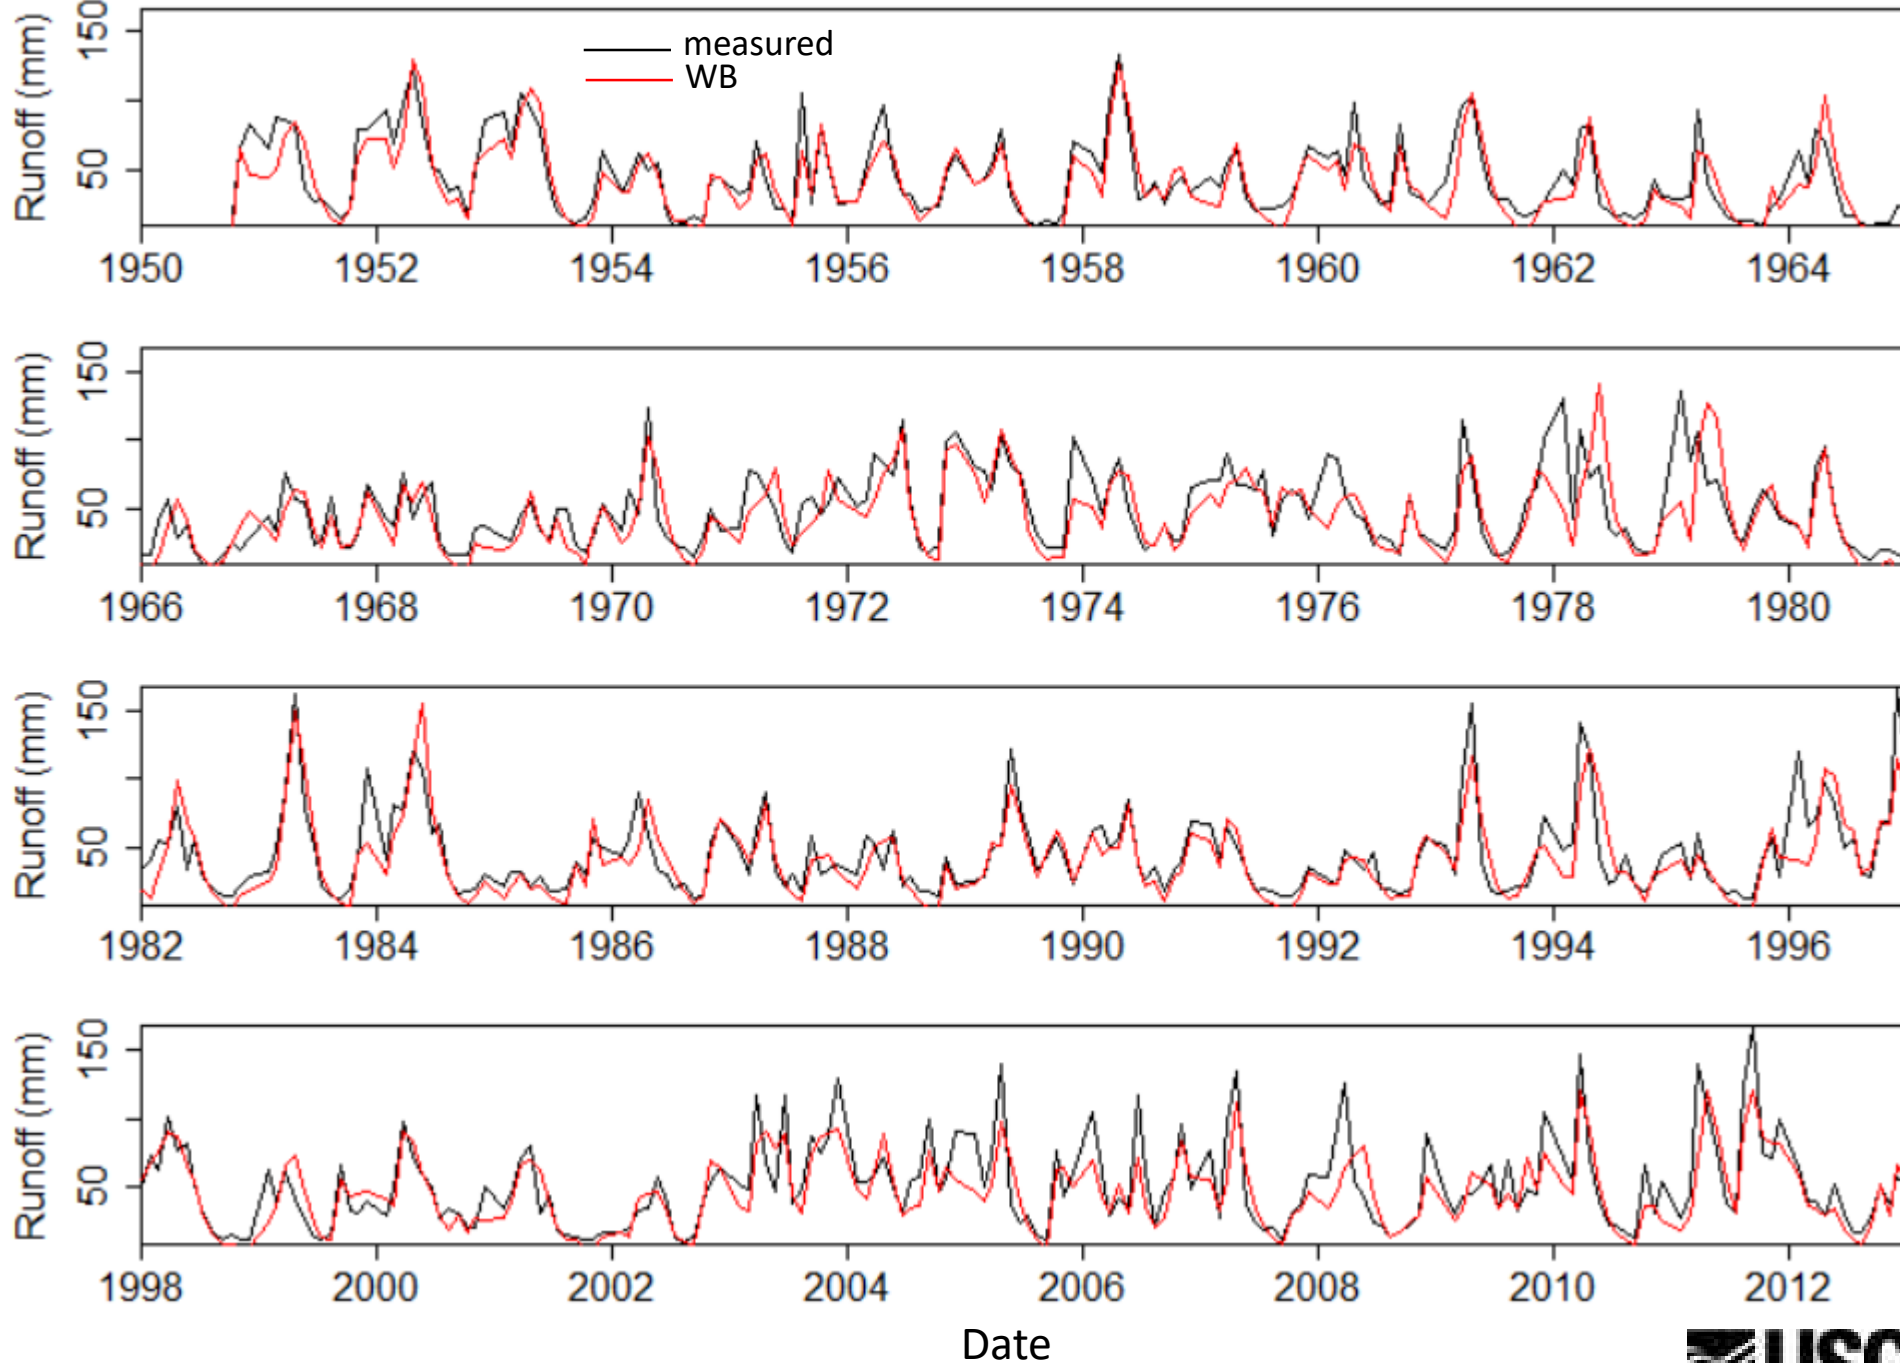 150
50
Runoff (mm)
measured
WB
1950 1952 1954 1956 1958 1960 1962 1964
150
50
Runoff (mm)
1966 1968 1970 1972 1974 1976 1978 1980
150
50
Runoff (mm)
1982 1984 1986 1988 1990 1992 1994 1996
150
50
Runoff (mm)
1998 2000 2002 2004 2006 2008 2010 2012
Date